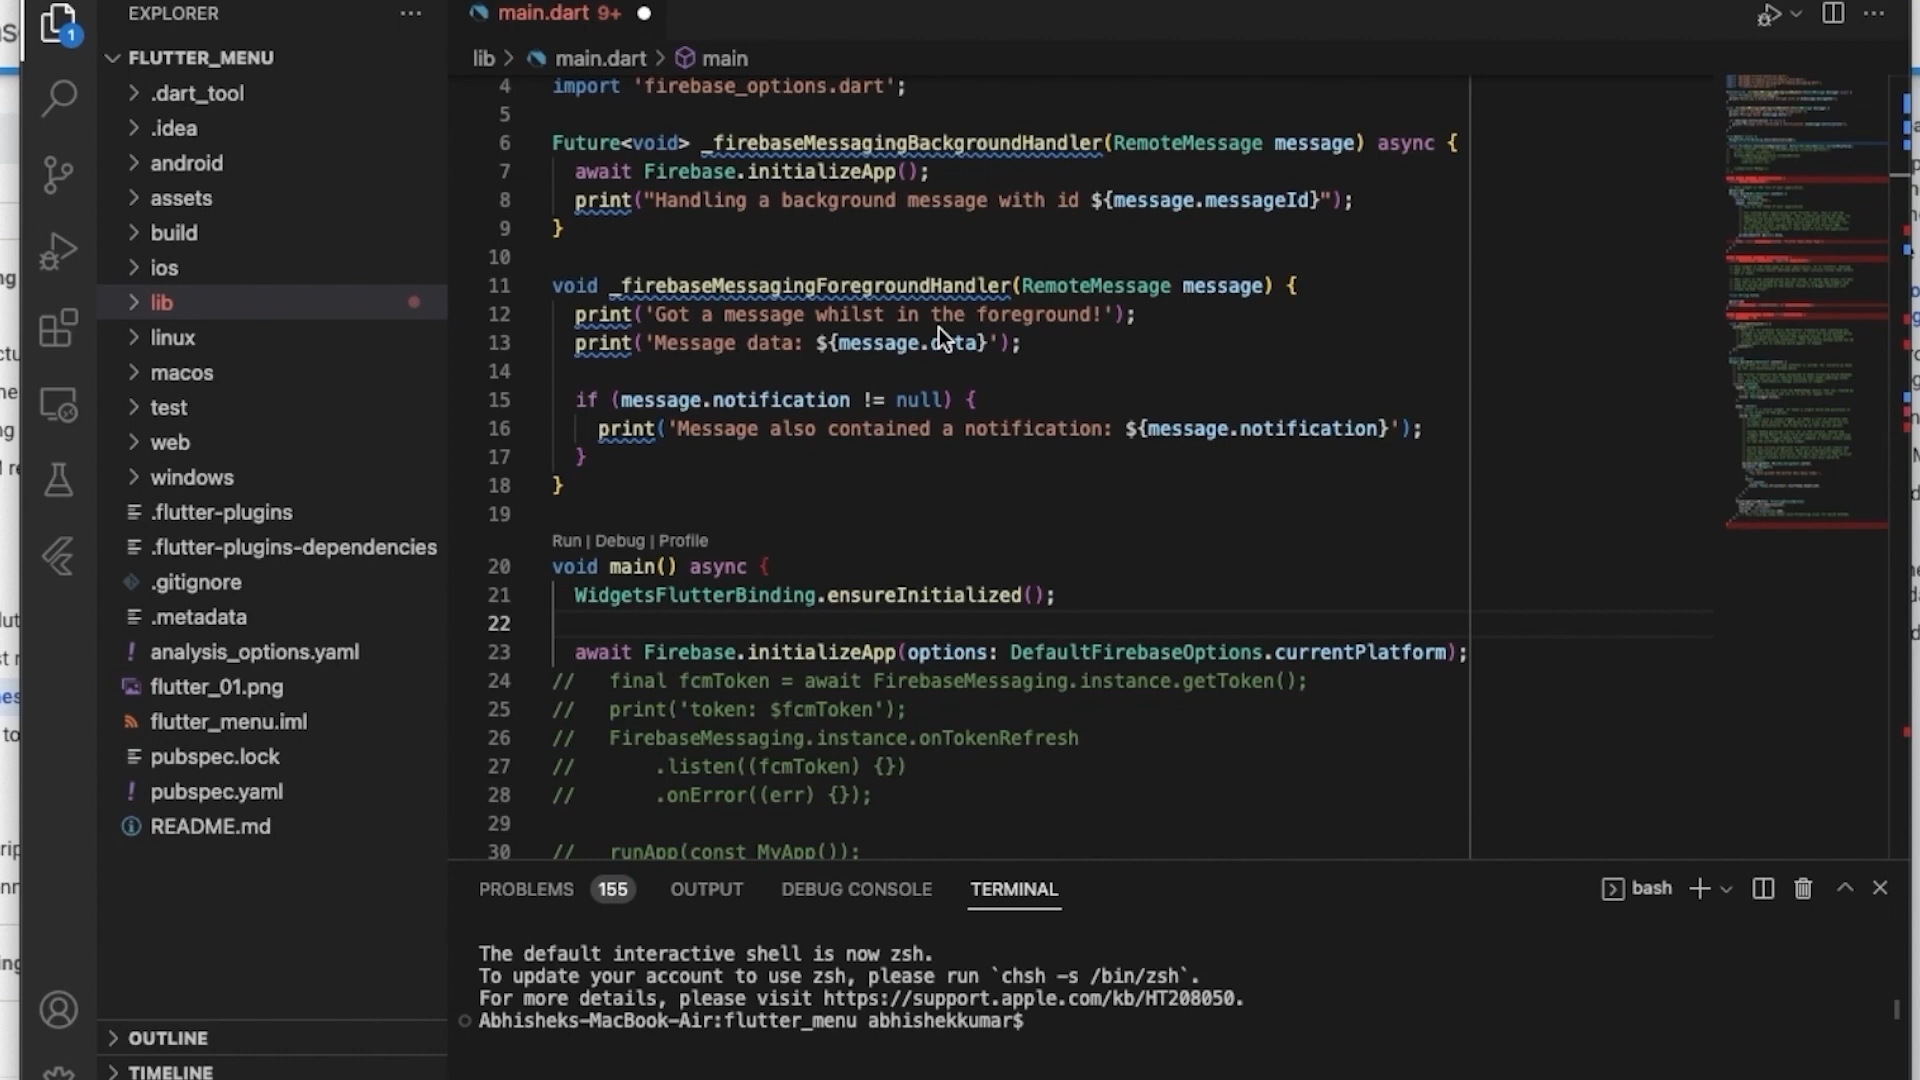 EXPLORER
FLUTTER_MENU
.dart_tool
.idea
android
assets
build
ios
lib
linux
macos
test
web
windows
.flutter-plugins
.flutter-plugins-dependencies
.gitignore
.metadata
analysis_options.yaml
flutter_01.png
flutter_menu.iml
pubspec.lock
pubspec.yaml
README.md
OUTLINE
TIMELINE
1
main.dart 9+
lib > main.dart > main
4 import 'firebase_options.dart';
5
6 Future<void> _firebaseMessagingBackgroundHandler(RemoteMessage message) async {
7 await Firebase.initializeApp();
8 print("Handling a background message with id ${message.messageId}");
9 }
10
11 void _firebaseMessagingForegroundHandler(RemoteMessage message) {
12 print('Got a message whilst in the foreground!');
13 print('Message data: ${message.data}');
14
15 if (message.notification != null) {
16 print('Message also contained a notification: ${message.notification}');
17 }
18 }
19
Run | Debug | Profile
20 void main() async {
21 WidgetsFlutterBinding.ensureInitialized();
22
23 await Firebase.initializeApp(options: DefaultFirebaseOptions.currentPlatform);
24 // final fcmToken = await FirebaseMessaging.instance.getToken();
25 // print('token: $fcmToken');
26 // FirebaseMessaging.instance.onTokenRefresh
27 // .listen((fcmToken) {})
28 // .onError((err) {});
29
30 // runApp(const MyApp());
PROBLEMS 155 OUTPUT DEBUG CONSOLE TERMINAL
bash
The default interactive shell is now zsh.
To update your account to use zsh, please run `chsh -s /bin/zsh`.
For more details, please visit https://support.apple.com/kb/HT208050.
Abhisheks-MacBook-Air:flutter_menu abhishekkumar$